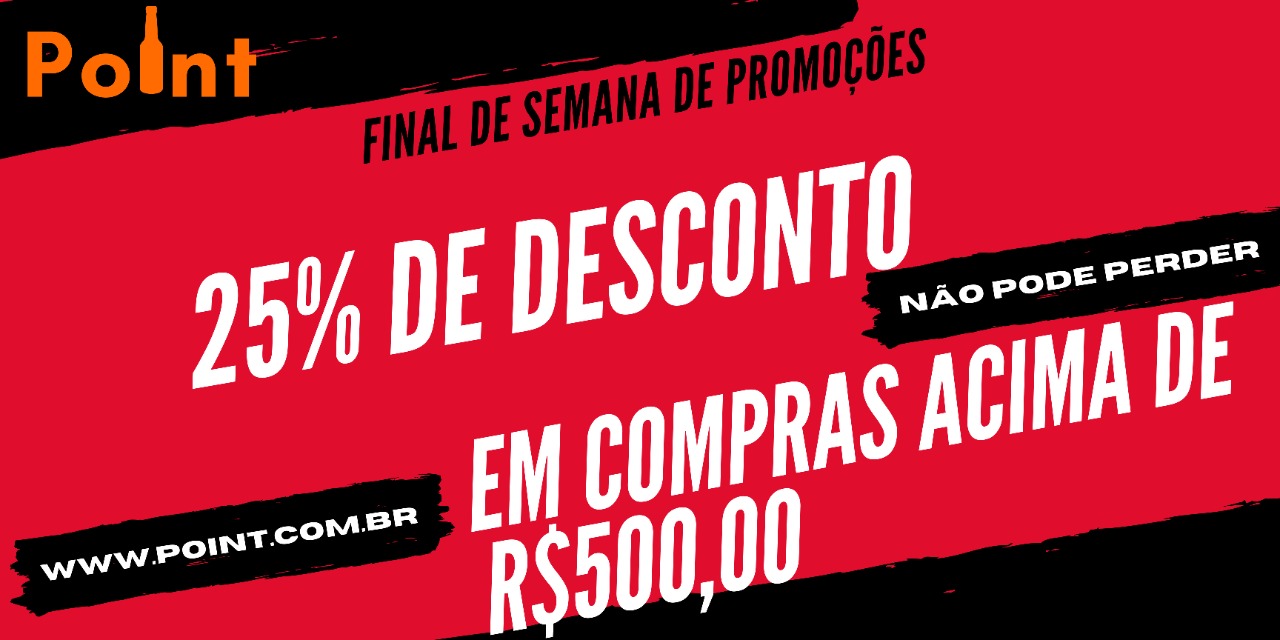 Point
FINAL DE SEMANA DE PROMOÇÕES
25% DE DESCONTO
NÃO PODE PERDER
EM COMPRAS ACIMA DE
R$500,00
WWW.POINT.COM.BR